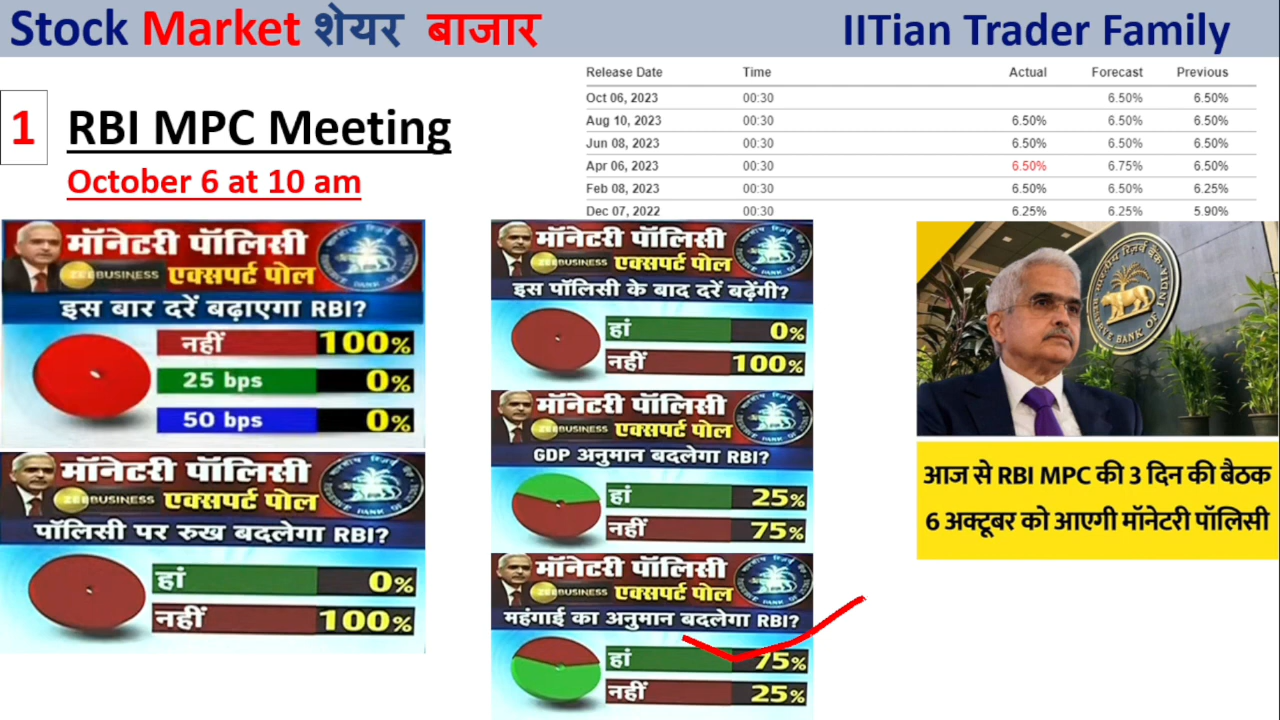 Stock Market शेयर बाजार
IITian Trader Family
1
RBI MPC Meeting
October 6 at 10 am
Release Date Time Actual Forecast Previous
Oct 06, 2023 00:30 6.50% 6.50%
Aug 10, 2023 00:30 6.50% 6.50% 6.50%
Jun 08, 2023 00:30 6.50% 6.50% 6.50%
Apr 06, 2023 00:30 6.50% 6.75% 6.50%
Feb 08, 2023 00:30 6.50% 6.50% 6.25%
Dec 07, 2022 00:30 6.25% 6.25% 5.90%
मॉनेटरी पॉलिसी
ZEE BUSINESS एक्सपर्ट पोल
इस बार दरें बढ़ाएगा RBI?
नहीं 100%
25 bps 0%
50 bps 0%
मॉनेटरी पॉलिसी
ZEE BUSINESS एक्सपर्ट पोल
पॉलिसी पर रुख बदलेगा RBI?
हां 0%
नहीं 100%
मॉनेटरी पॉलिसी
ZEE BUSINESS एक्सपर्ट पोल
इस पॉलिसी के बाद दरें बढ़ेंगी?
हां 0%
नहीं 100%
मॉनेटरी पॉलिसी
ZEE BUSINESS एक्सपर्ट पोल
GDP अनुमान बदलेगा RBI?
हां 25%
नहीं 75%
मॉनेटरी पॉलिसी
ZEE BUSINESS एक्सपर्ट पोल
महंगाई का अनुमान बदलेगा RBI?
हां 75%
नहीं 25%
आज से RBI MPC की 3 दिन की बैठक
6 अक्टूबर को आएगी मॉनेटरी पॉलिसी